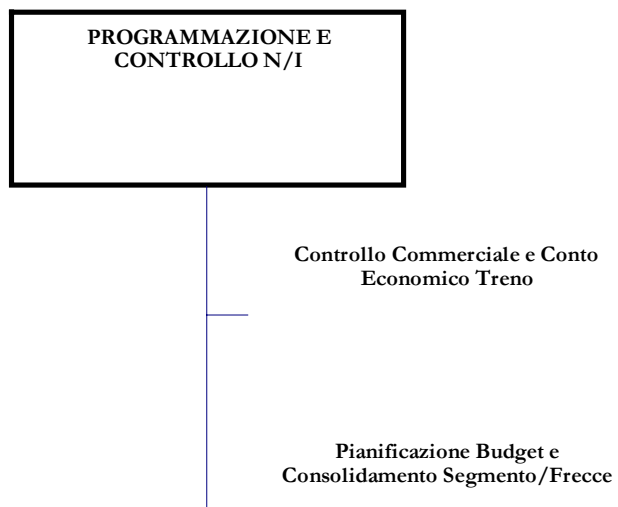 PROGRAMMAZIONE E
CONTROLLO N/I
Controllo Commerciale e Conto
Economico Treno
Pianificazione Budget e
Consolidamento Segmento/Frecce